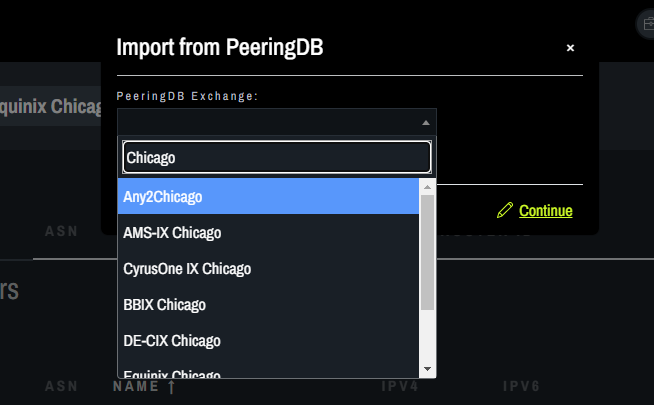 Import from PeeringDB
×
PeeringDB Exchange:
quinix Chicag
Chicago
Any2Chicago
AMS-IX Chicago
CyrusOne IX Chicago
BBIX Chicago
DE-CIX Chicago
Equinix Chicago
Continue
ASN
rs
ASN NAME ↑ IPV4 IPV6